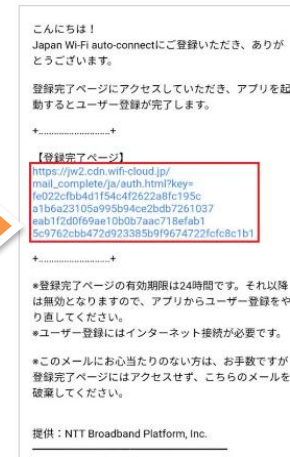 こんにちは！
Japan Wi-Fi auto-connectにご登録いただき、ありが
とうございます。
登録完了ページにアクセスしていただき、アプリを起
動するとユーザー登録が完了します。
+..........................+
【登録完了ページ】
https://jw2.cdn.wifi-cloud.jp/
mail_complete/ja/auth.html?key=
fe022cfbb4d1f54c4f2622a8fc195c
a1b6a23105a995b94ce2bdb7261037
eab1f2d0f69ae10b0b7aac718efab1
5c9762cbb472d923385b9f9674722fcfc8c1b1
+..........................+
*登録完了ページの有効期限は24時間です。それ以降
は無効となりますので、アプリからユーザー登録をや
り直してください。
*ユーザー登録にはインターネット接続が必要です。
*このメールにお心当たりのない方は、お手数ですが
登録完了ページにはアクセスせず、こちらのメールを
破棄してください。
提供：NTT Broadband Platform, Inc.